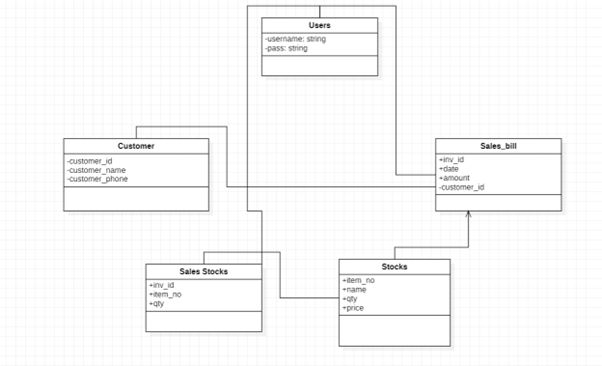 Users
-username: string
-pass: string
Customer
-customer_id
-customer_name
-customer_phone
Sales_bill
+inv_id
+date
+amount
-customer_id
Sales Stocks
+inv_id
+item_no
+qty
Stocks
+item_no
+name
+qty
+price